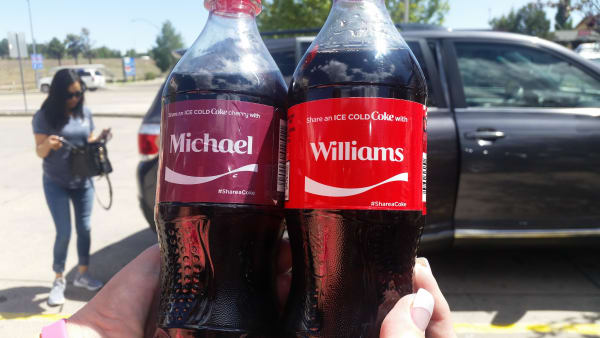 Share an ICE COLD Coke cherry with
Michael
#ShareaCoke
Share an ICE COLD Coke with
Williams
#ShareaCoke